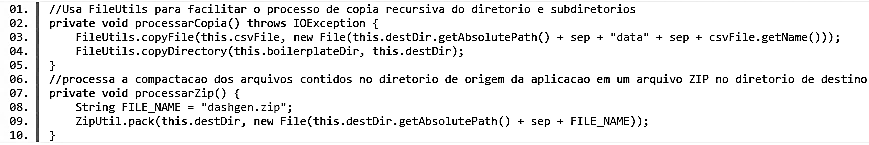 01. //Usa FileUtils para facilitar o processo de copia recursiva do diretorio e subdiretorios
02. private void processarCopia() throws IOException {
03. FileUtils.copyFile(this.csvFile, new File(this.destDir.getAbsolutePath() + sep + "data" + sep + csvFile.getName()));
04. FileUtils.copyDirectory(this.boilerplateDir, this.destDir);
05. }
06. //processa a compactacao dos arquivos contidos no diretorio de origem da aplicacao em um arquivo ZIP no diretorio de destino
07. private void processarZip() {
08. String FILE_NAME = "dashgen.zip";
09. ZipUtil.pack(this.destDir, new File(this.destDir.getAbsolutePath() + sep + FILE_NAME));
10. }